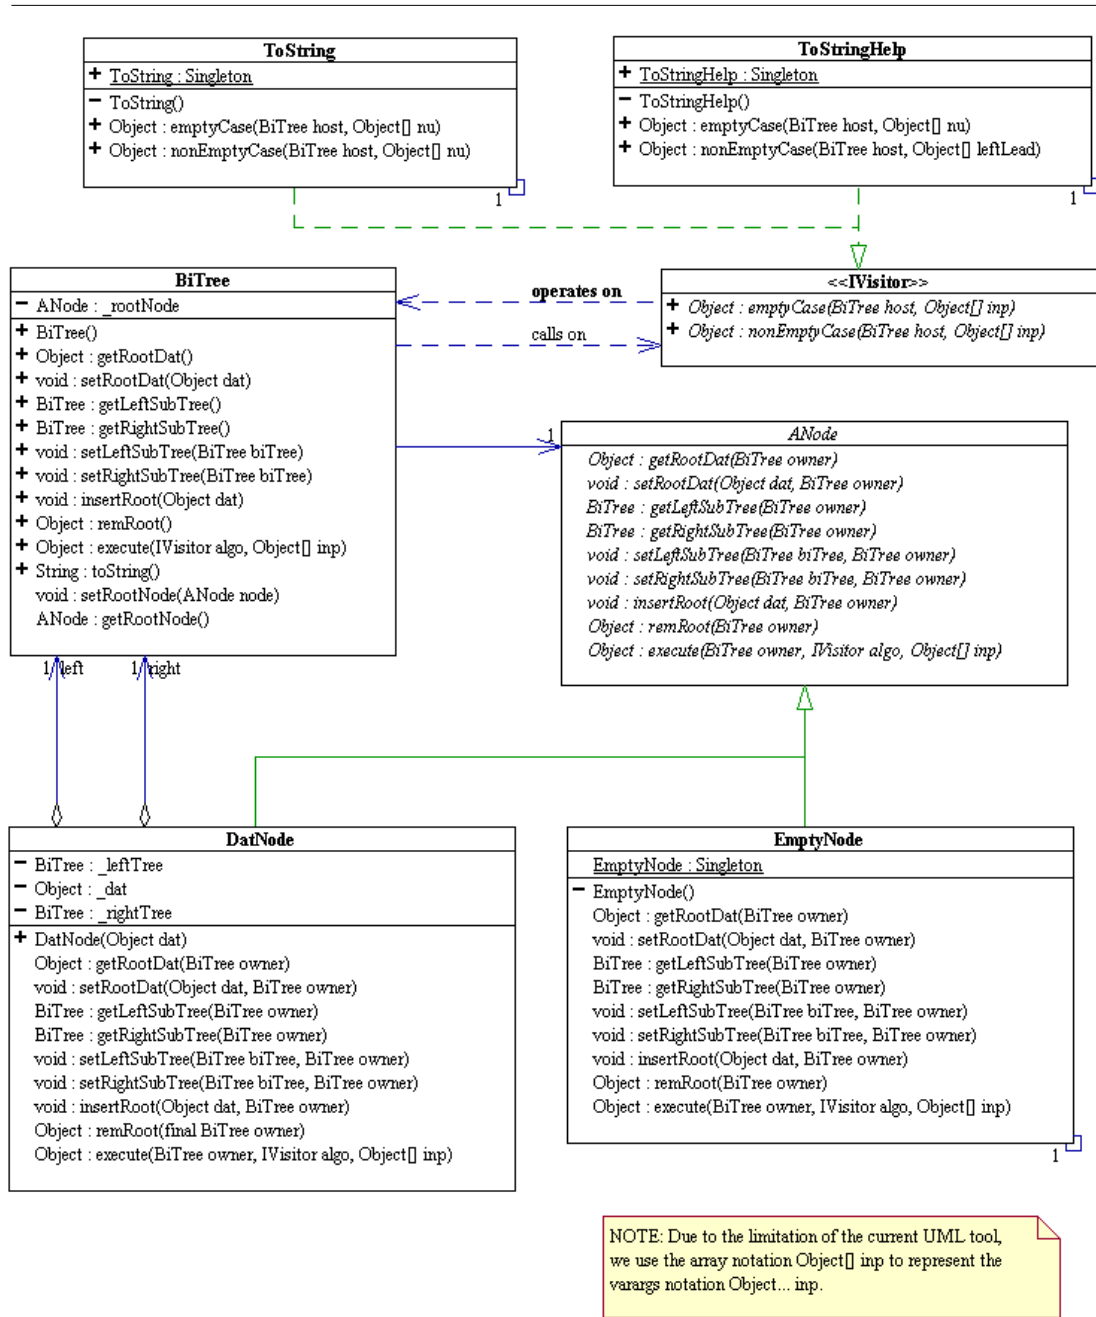 ToString
+ ToString : Singleton
- ToString()
+ Object : emptyCase(BiTree host, Object[] nu)
+ Object : nonEmptyCase(BiTree host, Object[] nu)
1
ToStringHelp
+ ToStringHelp : Singleton
- ToStringHelp()
+ Object : emptyCase(BiTree host, Object[] nu)
+ Object : nonEmptyCase(BiTree host, Object[] leftLead)
1
BiTree
- ANode : _rootNode
+ BiTree()
+ Object : getRootDat()
+ void : setRootDat(Object dat)
+ BiTree : getLeftSubTree()
+ BiTree : getRightSubTree()
+ void : setLeftSubTree(BiTree biTree)
+ void : setRightSubTree(BiTree biTree)
+ void : insertRoot(Object dat)
+ Object : remRoot()
+ Object : execute(IVisitor algo, Object[] inp)
+ String : toString()
void : setRootNode(ANode node)
ANode : getRootNode()
operates on
calls on
<<IVisitor>>
+ Object : emptyCase(BiTree host, Object[] inp)
+ Object : nonEmptyCase(BiTree host, Object[] inp)
1
ANode
Object : getRootDat(BiTree owner)
void : setRootDat(Object dat, BiTree owner)
BiTree : getLeftSubTree(BiTree owner)
BiTree : getRightSubTree(BiTree owner)
void : setLeftSubTree(BiTree biTree, BiTree owner)
void : setRightSubTree(BiTree biTree, BiTree owner)
void : insertRoot(Object dat, BiTree owner)
Object : remRoot(BiTree owner)
Object : execute(BiTree owner, IVisitor algo, Object[] inp)
1 left
1 right
DatNode
- BiTree : _leftTree
- Object : _dat
- BiTree : _rightTree
+ DatNode(Object dat)
Object : getRootDat(BiTree owner)
void : setRootDat(Object dat, BiTree owner)
BiTree : getLeftSubTree(BiTree owner)
BiTree : getRightSubTree(BiTree owner)
void : setLeftSubTree(BiTree biTree, BiTree owner)
void : setRightSubTree(BiTree biTree, BiTree owner)
void : insertRoot(Object dat, BiTree owner)
Object : remRoot(final BiTree owner)
Object : execute(BiTree owner, IVisitor algo, Object[] inp)
EmptyNode
EmptyNode : Singleton
- EmptyNode()
Object : getRootDat(BiTree owner)
void : setRootDat(Object dat, BiTree owner)
BiTree : getLeftSubTree(BiTree owner)
BiTree : getRightSubTree(BiTree owner)
void : setLeftSubTree(BiTree biTree, BiTree owner)
void : setRightSubTree(BiTree biTree, BiTree owner)
void : insertRoot(Object dat, BiTree owner)
Object : remRoot(BiTree owner)
Object : execute(BiTree owner, IVisitor algo, Object[] inp)
1
NOTE: Due to the limitation of the current UML tool,
we use the array notation Object[] inp to represent the
varargs notation Object... inp.